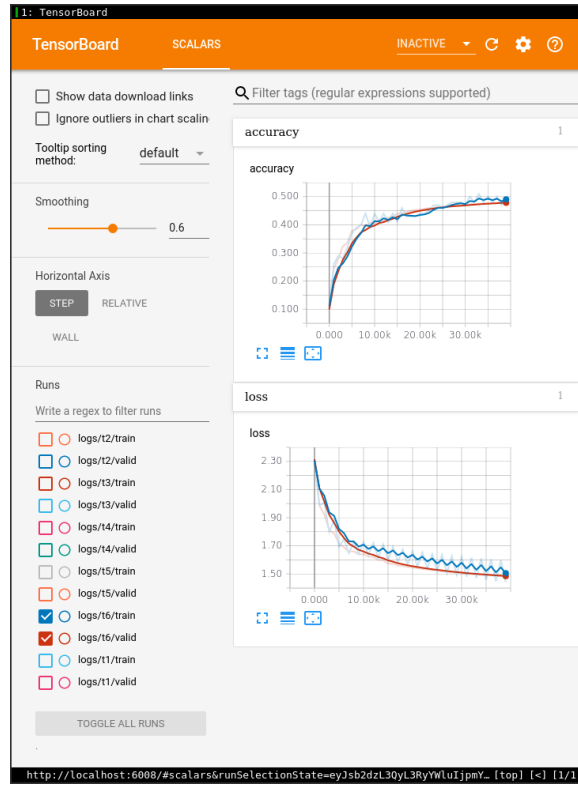 1: TensorBoard
TensorBoard SCALARS INACTIVE
Show data download links
Ignore outliers in chart scalin
Tooltip sorting
method: default
Smoothing
0.6
Horizontal Axis
STEP RELATIVE
WALL
Runs
Write a regex to filter runs
logs/t2/train
logs/t2/valid
logs/t3/train
logs/t3/valid
logs/t4/train
logs/t4/valid
logs/t5/train
logs/t5/valid
logs/t6/train
logs/t6/valid
logs/t1/train
logs/t1/valid
TOGGLE ALL RUNS
.
Filter tags (regular expressions supported)
accuracy 1
accuracy
0.500
0.400
0.300
0.200
0.100
0.000 10.00k 20.00k 30.00k
loss 1
loss
2.30
2.10
1.90
1.70
1.50
0.000 10.00k 20.00k 30.00k
http://localhost:6008/#scalars&runSelectionState=eyJsb2dzL3QyL3RyYWluIjpmY… [top] [<] [1/1